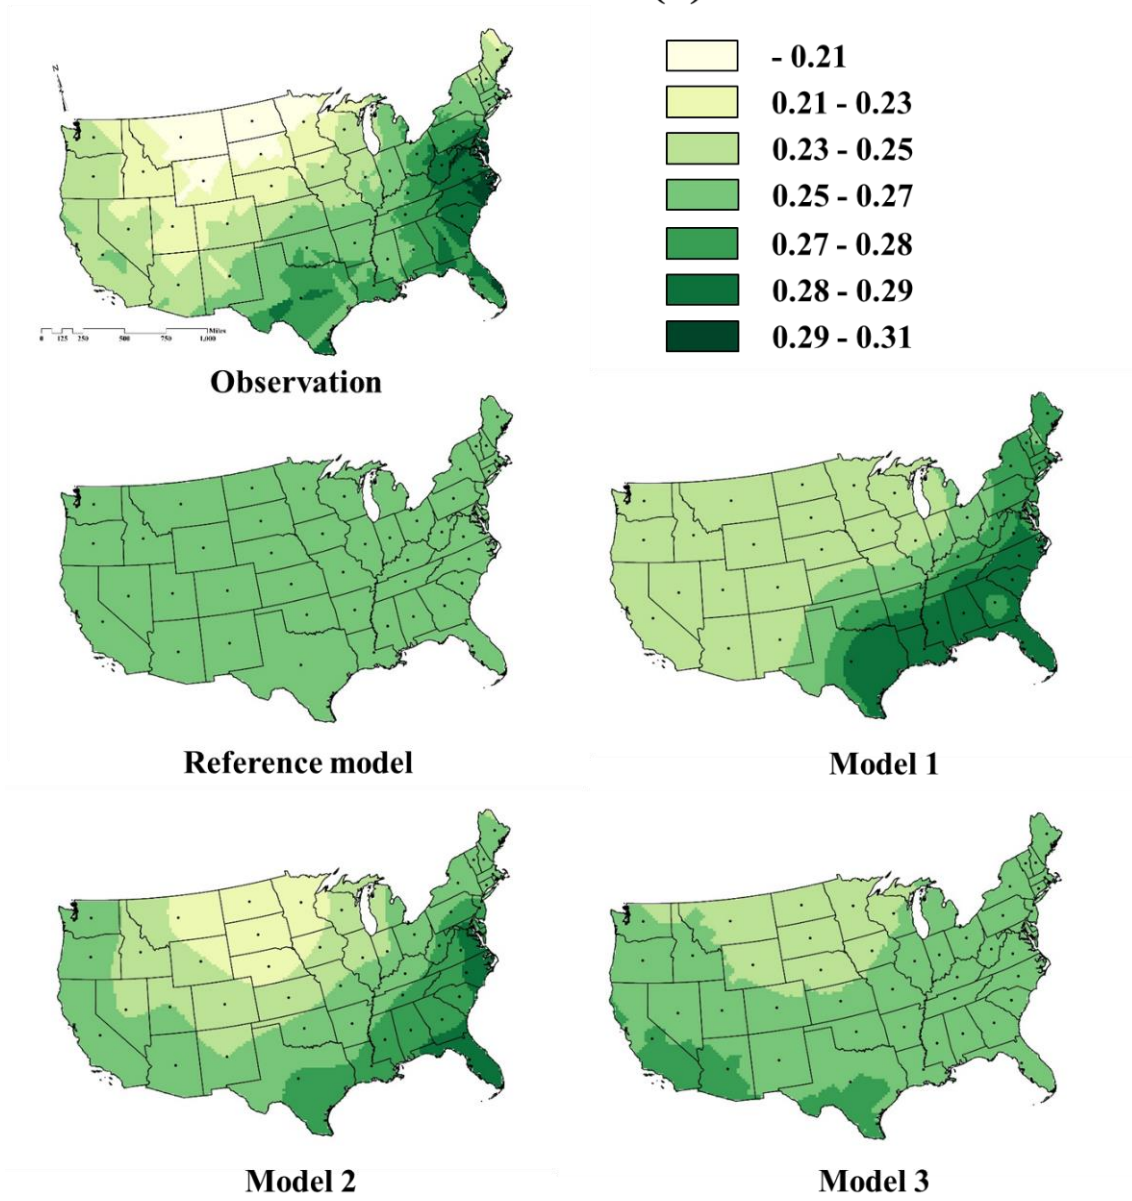 - 0.21
0.21 - 0.23
0.23 - 0.25
0.25 - 0.27
0.27 - 0.28
0.28 - 0.29
0.29 - 0.31
N
Miles
0 125 250 500 750 1,000
Observation
Reference model
Model 1
Model 2
Model 3